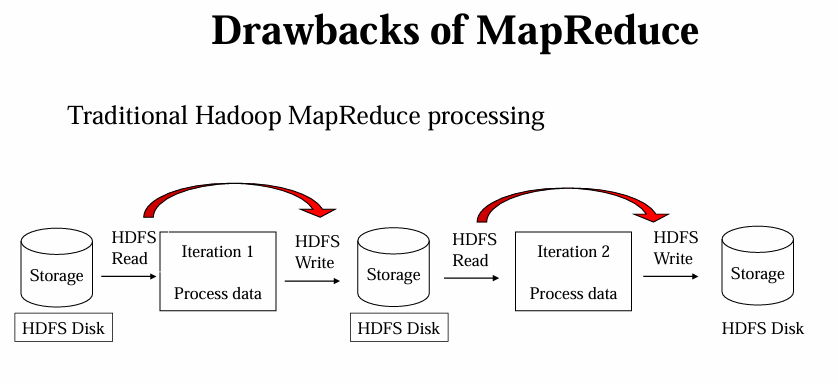 Drawbacks of MapReduce
Traditional Hadoop MapReduce processing
Storage
HDFS Disk
HDFS
Read
Iteration 1
Process data
HDFS
Write
Storage
HDFS Disk
HDFS
Read
Iteration 2
Process data
HDFS
Write
Storage
HDFS Disk